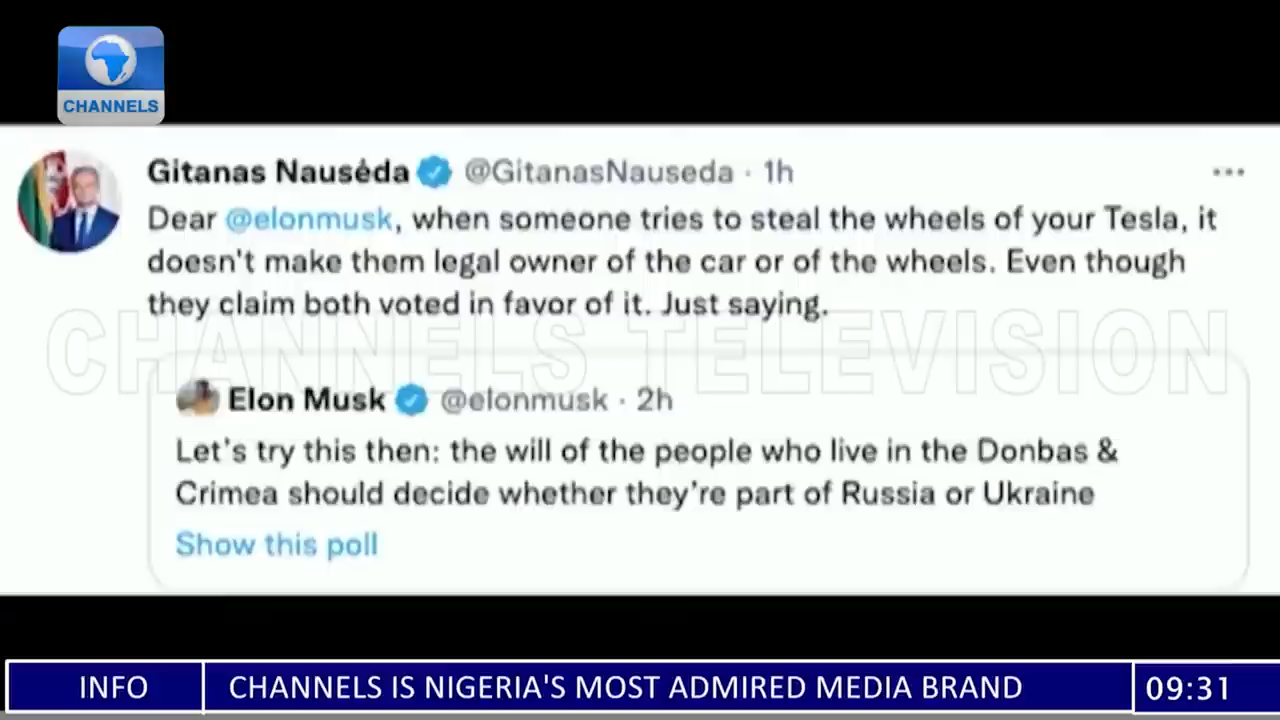 CHANNELS
Gitanas Nausėda @GitanasNauseda · 1h
Dear @elonmusk, when someone tries to steal the wheels of your Tesla, it
doesn't make them legal owner of the car or of the wheels. Even though
they claim both voted in favor of it. Just saying.
CHANNELS TELEVISION
Elon Musk @elonmusk · 2h
Let's try this then: the will of the people who live in the Donbas &
Crimea should decide whether they're part of Russia or Ukraine
Show this poll
INFO CHANNELS IS NIGERIA'S MOST ADMIRED MEDIA BRAND 09:31